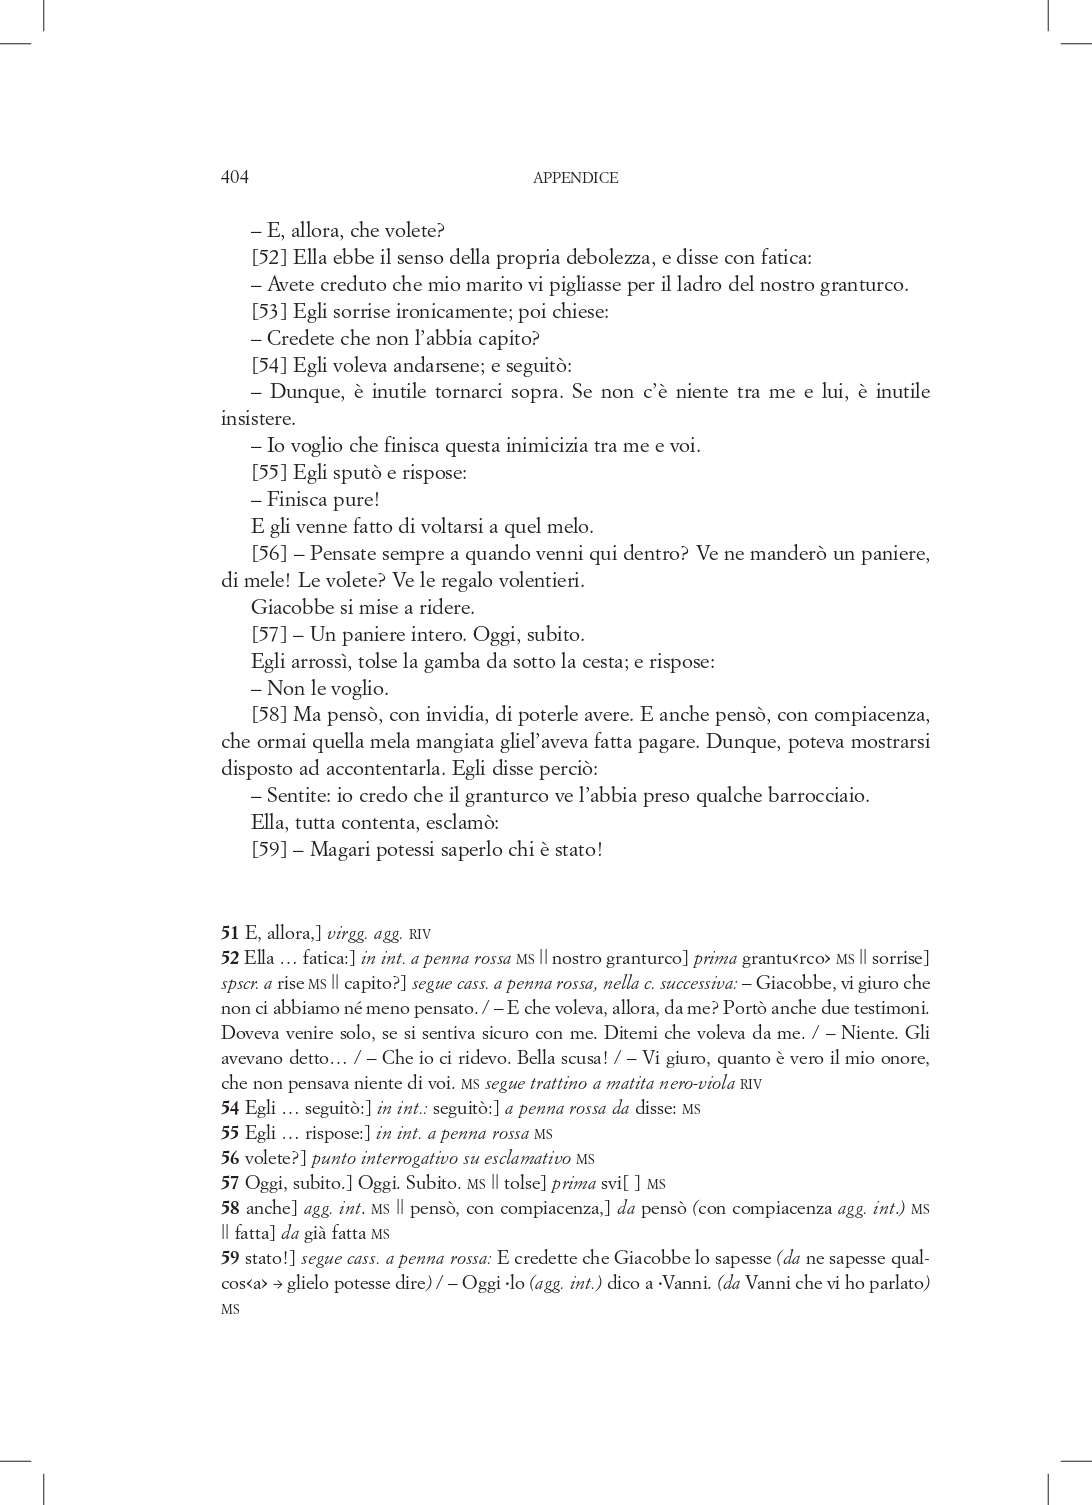 404
APPENDICE
– E, allora, che volete?
[52] Ella ebbe il senso della propria debolezza, e disse con fatica:
– Avete creduto che mio marito vi pigliasse per il ladro del nostro granturco.
[53] Egli sorrise ironicamente; poi chiese:
– Credete che non l’abbia capito?
[54] Egli voleva andarsene; e seguitò:
– Dunque, è inutile tornarci sopra. Se non c’è niente tra me e lui, è inutile
insistere.
– Io voglio che finisca questa inimicizia tra me e voi.
[55] Egli sputò e rispose:
– Finisca pure!
E gli venne fatto di voltarsi a quel melo.
[56] – Pensate sempre a quando venni qui dentro? Ve ne manderò un paniere,
di mele! Le volete? Ve le regalo volentieri.
Giacobbe si mise a ridere.
[57] – Un paniere intero. Oggi, subito.
Egli arrossì, tolse la gamba da sotto la cesta; e rispose:
– Non le voglio.
[58] Ma pensò, con invidia, di poterle avere. E anche pensò, con compiacenza,
che ormai quella mela mangiata gliel’aveva fatta pagare. Dunque, poteva mostrarsi
disposto ad accontentarla. Egli disse perciò:
– Sentite: io credo che il granturco ve l’abbia preso qualche barrocciaio.
Ella, tutta contenta, esclamò:
[59] – Magari potessi saperlo chi è stato!
51 E, allora,] virgg. agg. RIV
52 Ella … fatica:] in int. a penna rossa MS || nostro granturco] prima grantu‹rco› MS || sorrise]
spscr. a rise MS || capito?] segue cass. a penna rossa, nella c. successiva: – Giacobbe, vi giuro che
non ci abbiamo né meno pensato. / – E che voleva, allora, da me? Portò anche due testimoni.
Doveva venire solo, se si sentiva sicuro con me. Ditemi che voleva da me. / – Niente. Gli
avevano detto… / – Che io ci ridevo. Bella scusa! / – Vi giuro, quanto è vero il mio onore,
che non pensava niente di voi. MS segue trattino a matita nero-viola RIV
54 Egli … seguitò:] in int.: seguitò:] a penna rossa da disse: MS
55 Egli … rispose:] in int. a penna rossa MS
56 volete?] punto interrogativo su esclamativo MS
57 Oggi, subito.] Oggi. Subito. MS || tolse] prima svi[ ] MS
58 anche] agg. int. MS || pensò, con compiacenza,] da pensò (con compiacenza agg. int.) MS
|| fatta] da già fatta MS
59 stato!] segue cass. a penna rossa: E credette che Giacobbe lo sapesse (da ne sapesse qual-
cos‹a› → glielo potesse dire) / – Oggi ·lo (agg. int.) dico a ·Vanni. (da Vanni che vi ho parlato)
MS